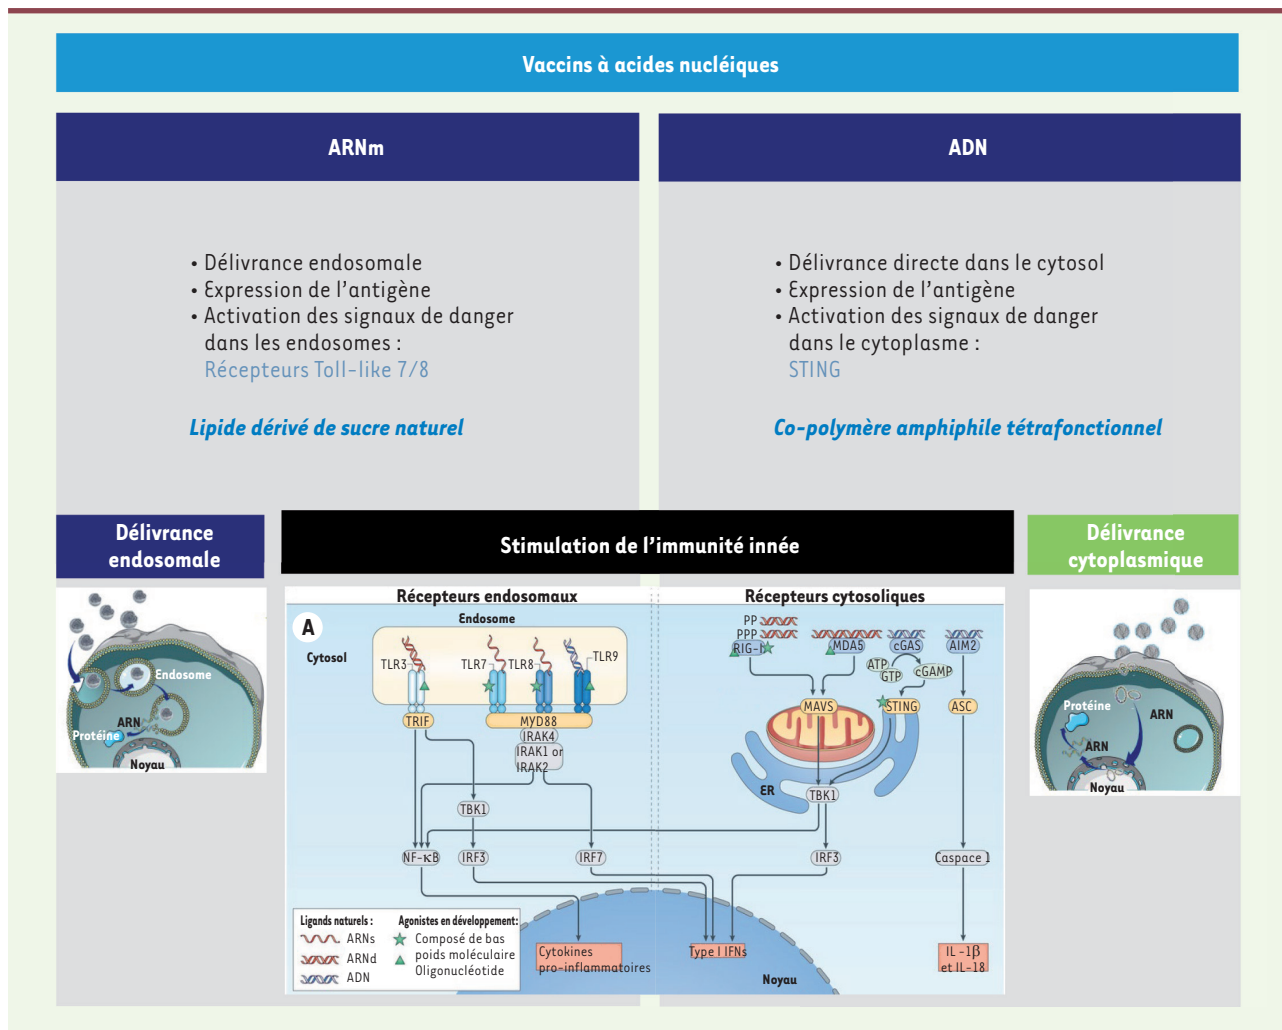 Vaccins à acides nucléiques
ARNm
• Délivrance endosomale
• Expression de l'antigène
• Activation des signaux de danger
dans les endosomes :
Récepteurs Toll-like 7/8
Lipide dérivé de sucre naturel
ADN
• Délivrance directe dans le cytosol
• Expression de l'antigène
• Activation des signaux de danger
dans le cytoplasme :
STING
Co-polymère amphiphile tétrafonctionnel
Délivrance
endosomale
Endosome
ARN
Protéine
Noyau
Stimulation de l'immunité innée
Récepteurs endosomaux
Récepteurs cytosoliques
A
Endosome
Cytosol
TLR3
TLR7
TLR8
TLR9
TRIF
MYD88
IRAK4
IRAK1 or
IRAK2
TBK1
NF-κB
IRF3
IRF7
PP
PPP
RIG-I
MDA5
cGAS
AIM2
ATP
GTP
cGAMP
MAVS
STING
ASC
ER
TBK1
IRF3
Caspace 1
Ligands naturels :
ARNs
ARNd
ADN
Agonistes en développement:
Composé de bas
poids moléculaire
Oligonucléotide
Cytokines
pro-inflammatoires
Type I IFNs
IL -1β
et IL-18
Noyau
Délivrance
cytoplasmique
Protéine
ARN
ARN
Noyau